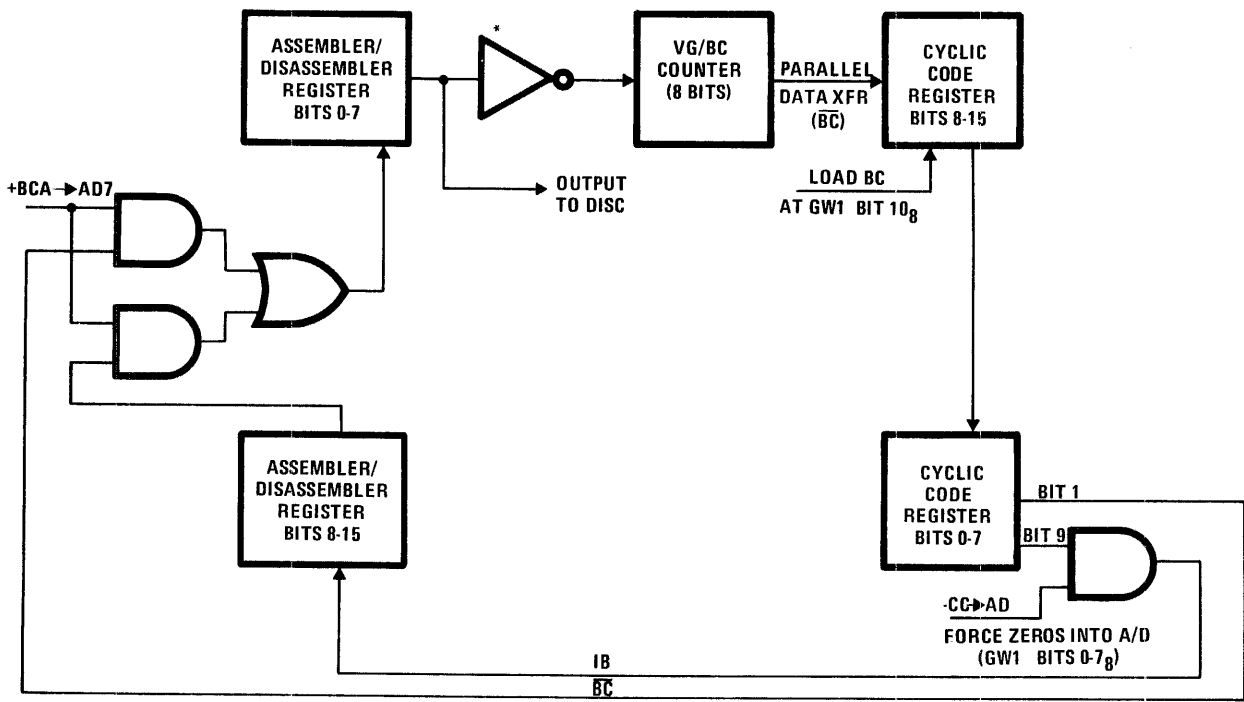 ASSEMBLER/
DISASSEMBLER
REGISTER
BITS 0-7
*
VG/BC
COUNTER
(8 BITS)
PARALLEL
DATA XFR
(B̅C̅)
CYCLIC
CODE
REGISTER
BITS 8-15
+BCA→AD7
OUTPUT
TO DISC
LOAD BC
AT GW1 BIT 10₈
ASSEMBLER/
DISASSEMBLER
REGISTER
BITS 8-15
CYCLIC
CODE
REGISTER
BITS 0-7
BIT 1
BIT 9
-CC→AD
FORCE ZEROS INTO A/D
(GW1 BITS 0-7₈)
IB
B̅C̅